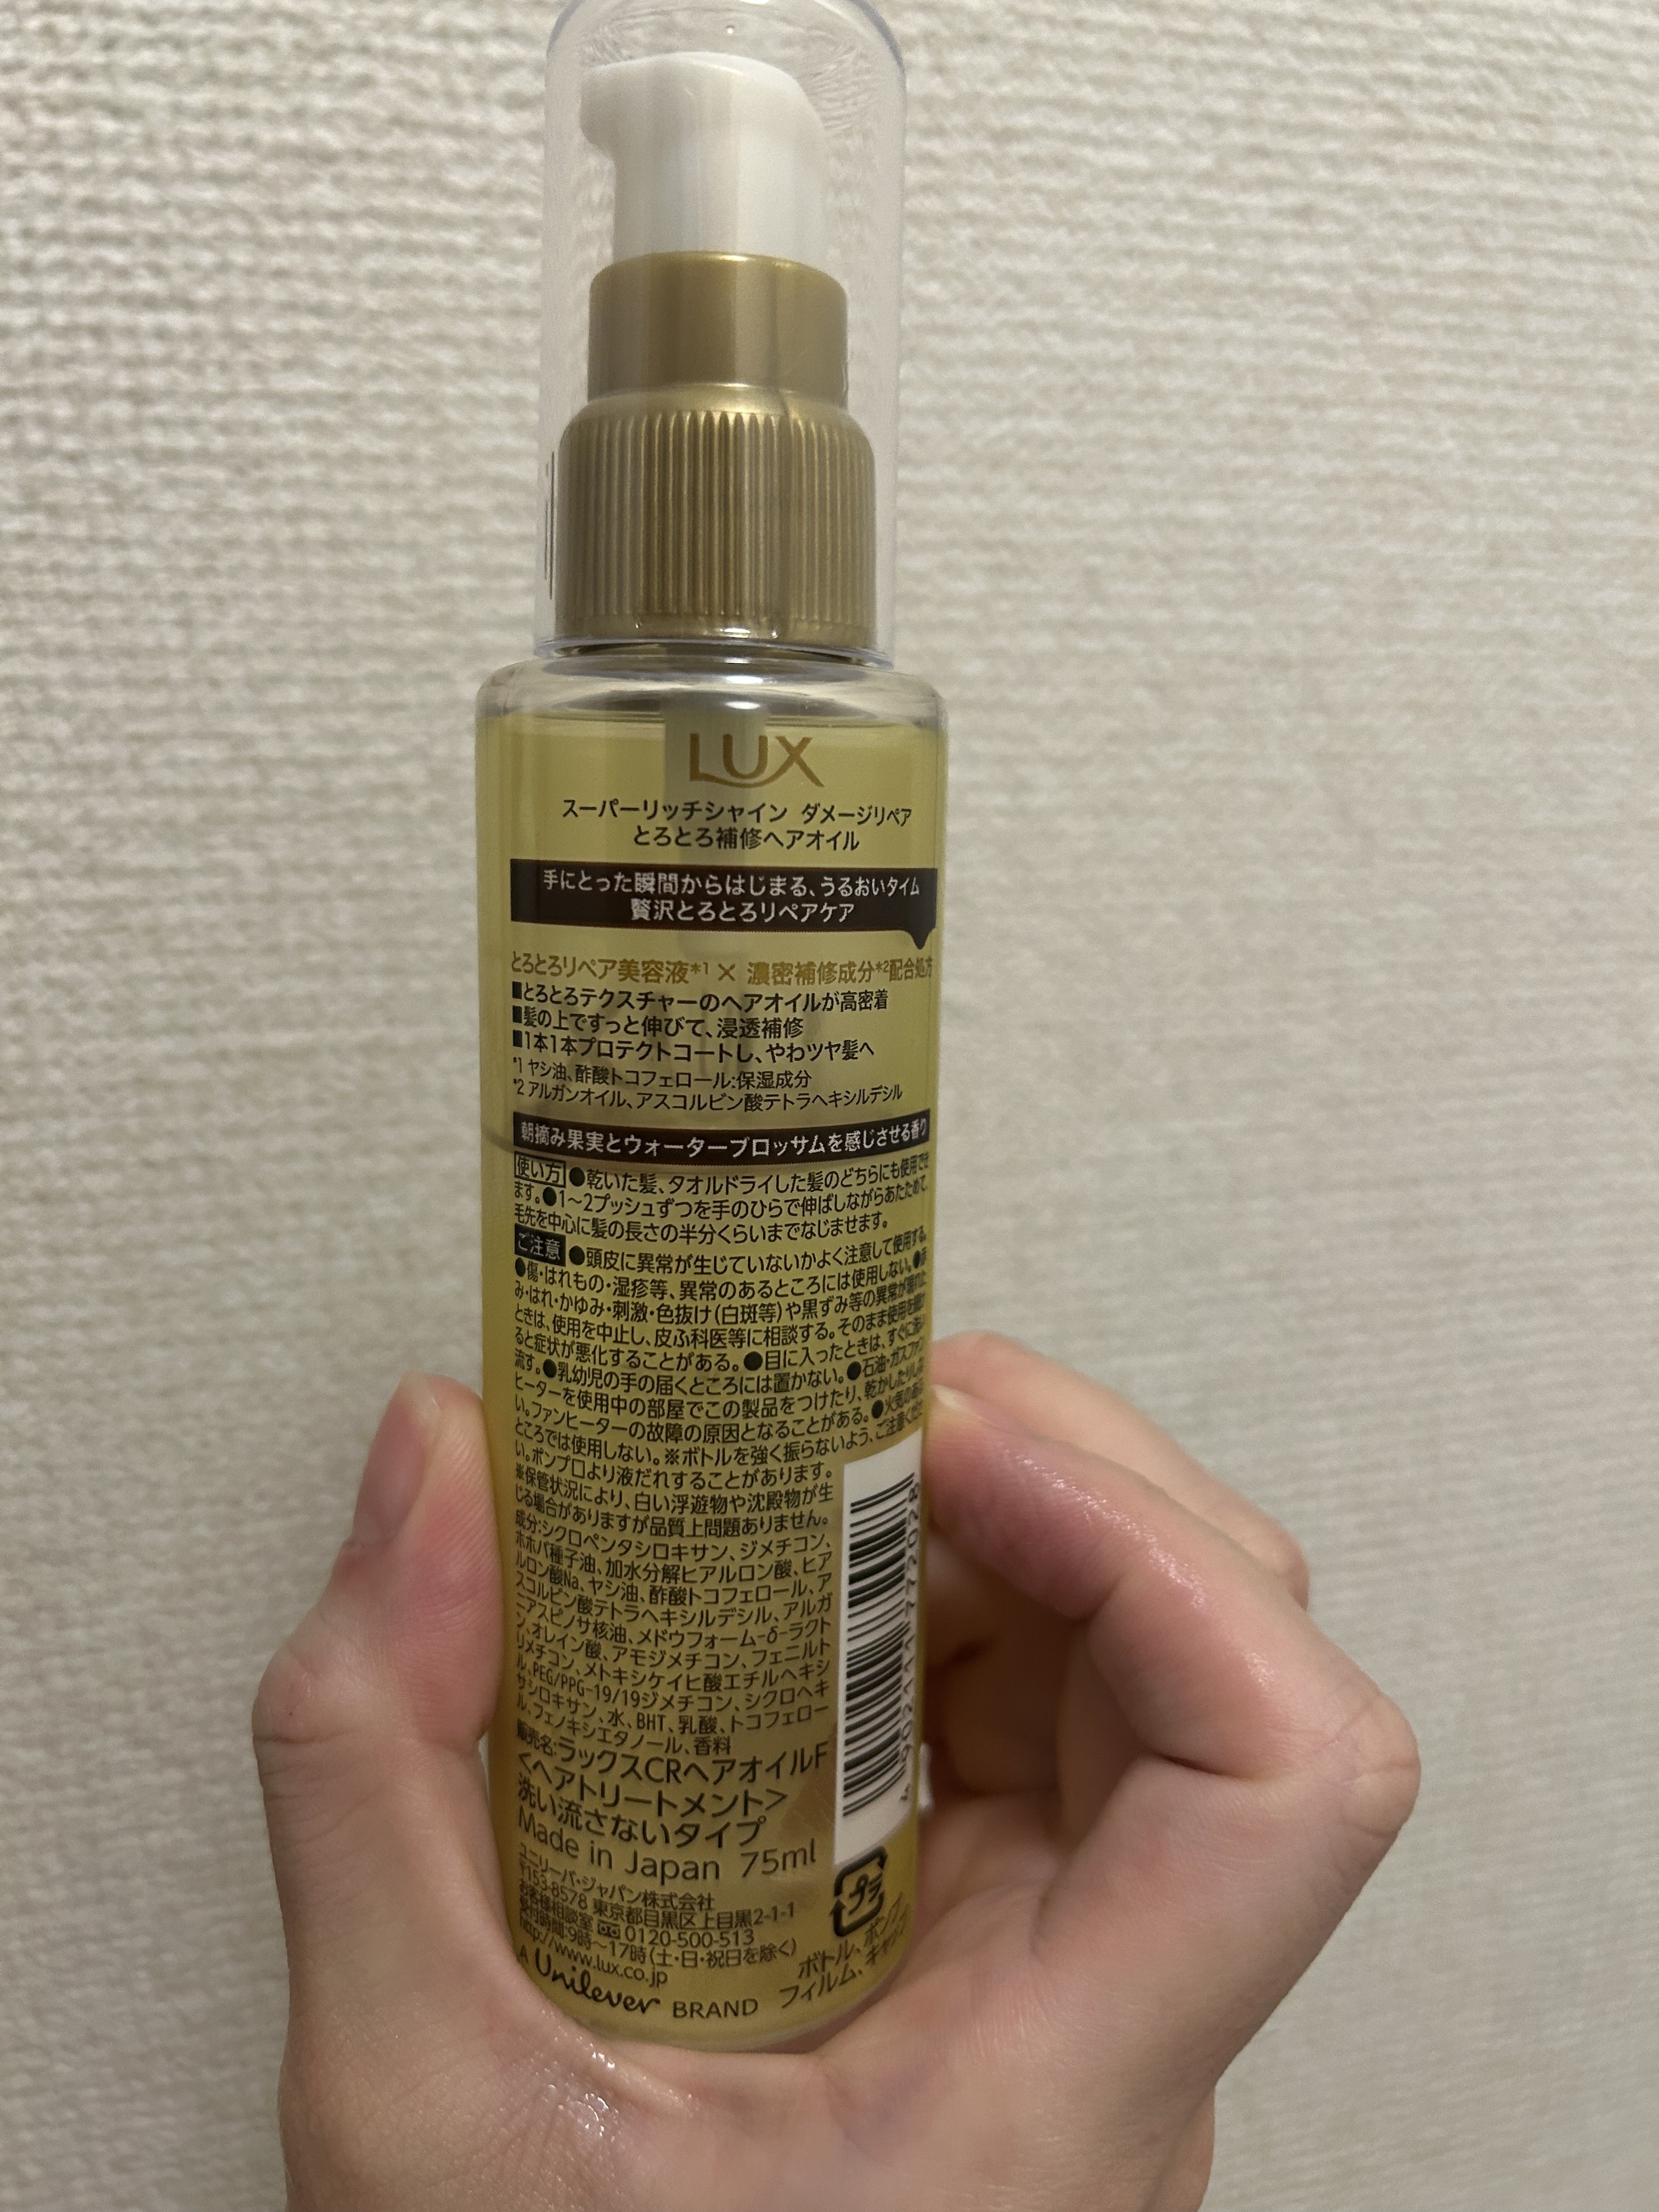 LUX
スーパーリッチシャイン ダメージリペア
とろとろ補修ヘアオイル
手にとった瞬間からはじまる、うるおいタイム
贅沢とろとろリペアケア
とろとろリペア美容液*1 × 濃密補修成分*2配合処方
■とろとろテクスチャーのヘアオイルが高密着
■髪の上ですっと伸びて、浸透補修
■1本1本プロテクトコートし、やわツヤ髪へ
*1 ヤシ油、酢酸トコフェロール:保湿成分
*2 アルガンオイル、アスコルビン酸テトラヘキシルデシル
朝摘み果実とウォーターブロッサムを感じさせる香り
使い方 ●乾いた髪、タオルドライした髪のどちらにも使用でき
ます。●1～2プッシュずつを手のひらで伸ばしながらあたためて、
毛先を中心に髪の長さの半分くらいまでなじませます。
ご注意 ●頭皮に異常が生じていないかよく注意して使用する。
●傷・はれもの・湿疹等、異常のあるところには使用しない。●
み・はれ・かゆみ・刺激・色抜け(白斑等)や黒ずみ等の異常が
ときは、使用を中止し、皮ふ科医等に相談する。そのまま使用を
ると症状が悪化することがある。●目に入ったときは、すぐに
流す。●乳幼児の手の届くところには置かない。●石油・ガスファン
ヒーターを使用中の部屋でこの製品をつけたり、乾かしたりし
い。ファンヒーターの故障の原因となることがある。●火気の
ところでは使用しない。※ボトルを強く振らないよう、ご注意くださ
い。ポンプ口より液だれすることがあります。
※保管状況により、白い浮遊物や沈殿物が生
じる場合がありますが品質上問題ありません。
成分:シクロペンタシロキサン、ジメチコン、
ホホバ種子油、加水分解ヒアルロン酸、ヒア
ルロン酸Na、ヤシ油、酢酸トコフェロール、ア
スコルビン酸テトラヘキシルデシル、アルガ
ニアスピノサ核油、メドウフォーム-δ-ラクト
ン、オレイン酸、アモジメチコン、フェニルト
リメチコン、メトキシケイヒ酸エチルヘキシ
ル、PEG/PPG-19/19ジメチコン、シクロヘキ
サシロキサン、水、BHT、乳酸、トコフェロー
ル、フェノキシエタノール、香料
販売名:ラックスCRヘアオイルF
<ヘアトリートメント>
洗い流さないタイプ
Made in Japan 75ml
ユニリーバ・ジャパン株式会社
〒153-8578 東京都目黒区上目黒2-1-1
お客様相談室 0120-500-513
受付時間:9時～17時(土・日・祝日を除く)
http://www.lux.co.jp
A Unilever BRAND
4 902111 772028
プラ
ボトル、ポンプ
フィルム、キャップ